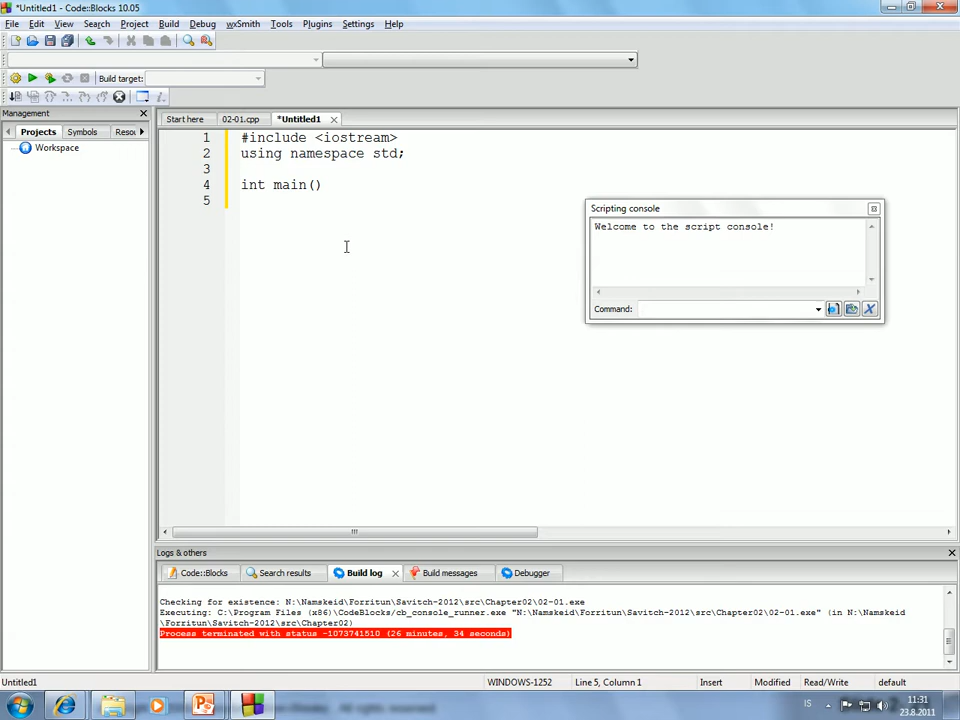 *Untitled1 - Code::Blocks 10.05
File Edit View Search Project Build Debug wxSmith Tools Plugins Settings Help
Build target:
Management
Start here 02-01.cpp *Untitled1
Projects Symbols Resou
Workspace
1 #include <iostream>
2 using namespace std;
3
4 int main()
5
Scripting console
Welcome to the script console!
Command:
Logs & others
Code::Blocks Search results Build log Build messages Debugger
Checking for existence: N:\Namskeid\Forritun\Savitch-2012\src\Chapter02\02-01.exe
Executing: C:\Program Files (x86)\CodeBlocks/cb_console_runner.exe "N:\Namskeid\Forritun\Savitch-2012\src\Chapter02\02-01.exe" (in N:\Namskeid
\Forritun\Savitch-2012\src\Chapter02)
Process terminated with status -1073741510 (26 minutes, 34 seconds)
Untitled1 WINDOWS-1252 Line 5, Column 1 Insert Modified Read/Write default
IS 11:31
23.8.2011